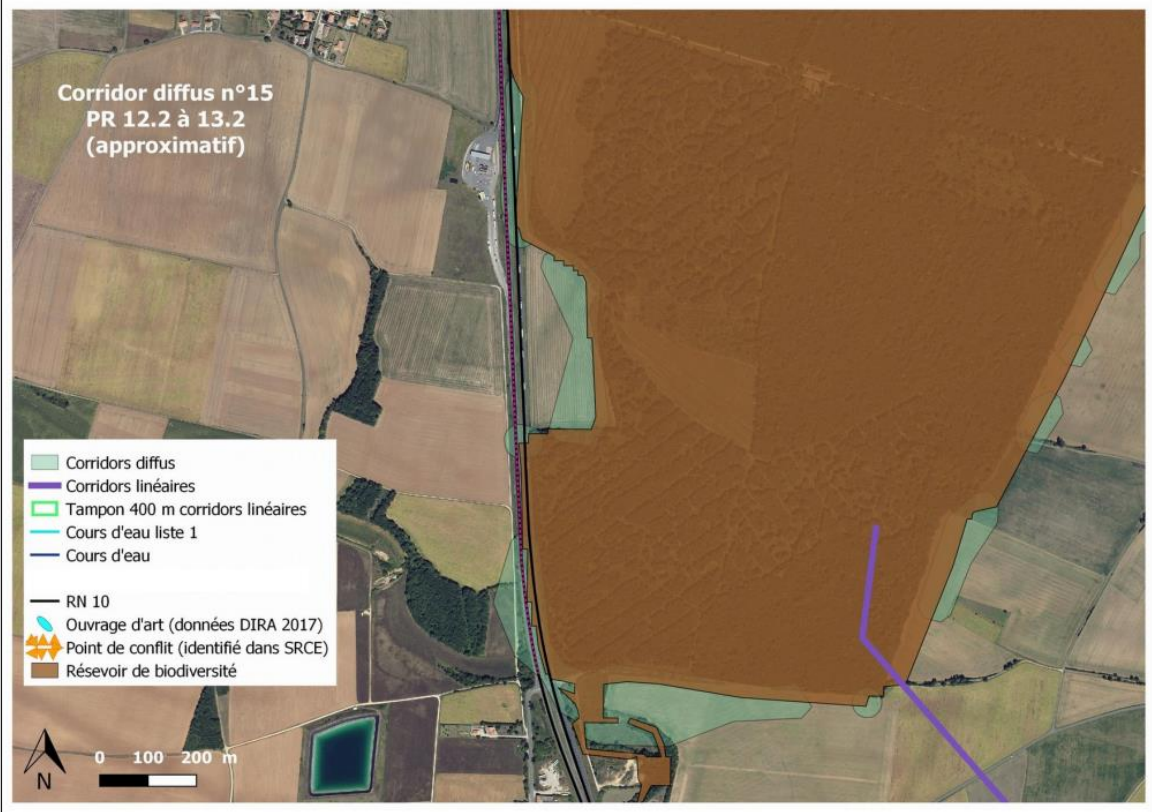 Corridor diffus n°15
PR 12.2 à 13.2
(approximatif)
Corridors diffus
Corridors linéaires
Tampon 400 m corridors linéaires
Cours d'eau liste 1
Cours d'eau
RN 10
Ouvrage d'art (données DIRA 2017)
Point de conflit (identifié dans SRCE)
Résevoir de biodiversité
0 100 200 m
N